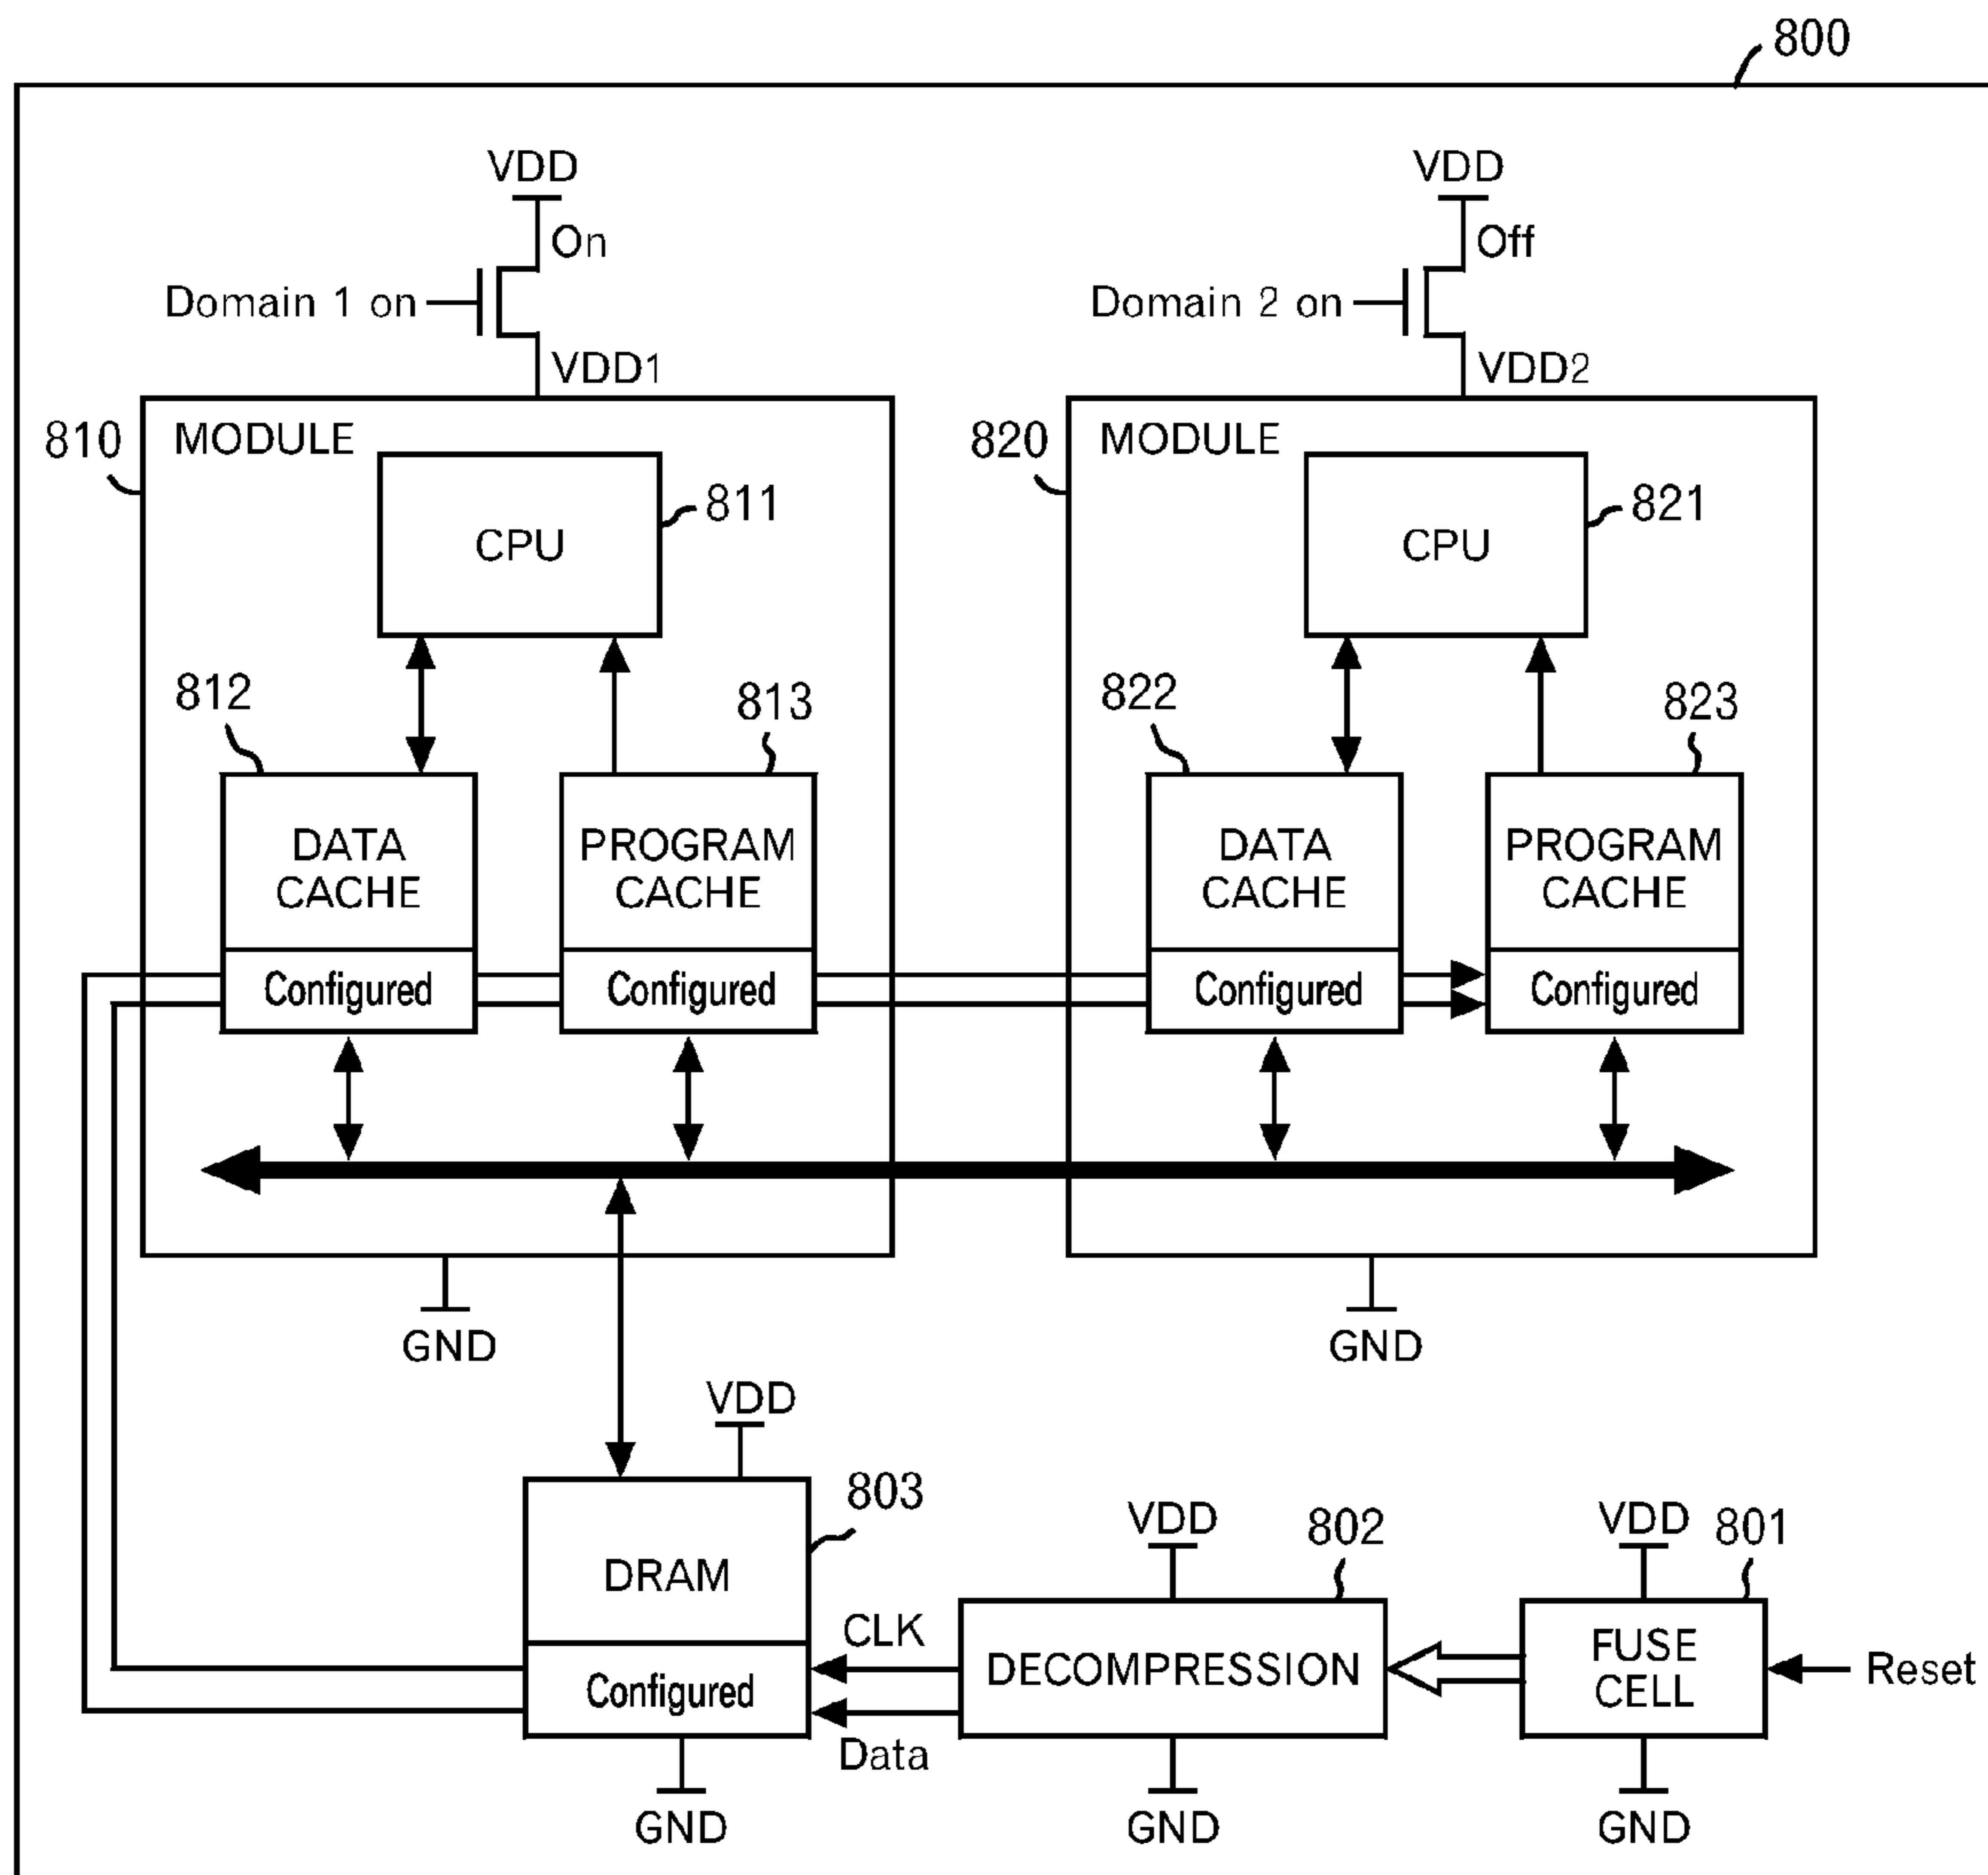 800
VDD
VDD
On
Off
Domain 1 on
Domain 2 on
VDD1
VDD2
810
MODULE
820
MODULE
811
821
CPU
CPU
812
813
822
823
DATA
CACHE
PROGRAM
CACHE
DATA
CACHE
PROGRAM
CACHE
Configured
Configured
Configured
Configured
GND
GND
VDD
803
VDD
802
VDD
801
DRAM
CLK
DECOMPRESSION
FUSE
CELL
Reset
Configured
Data
GND
GND
GND